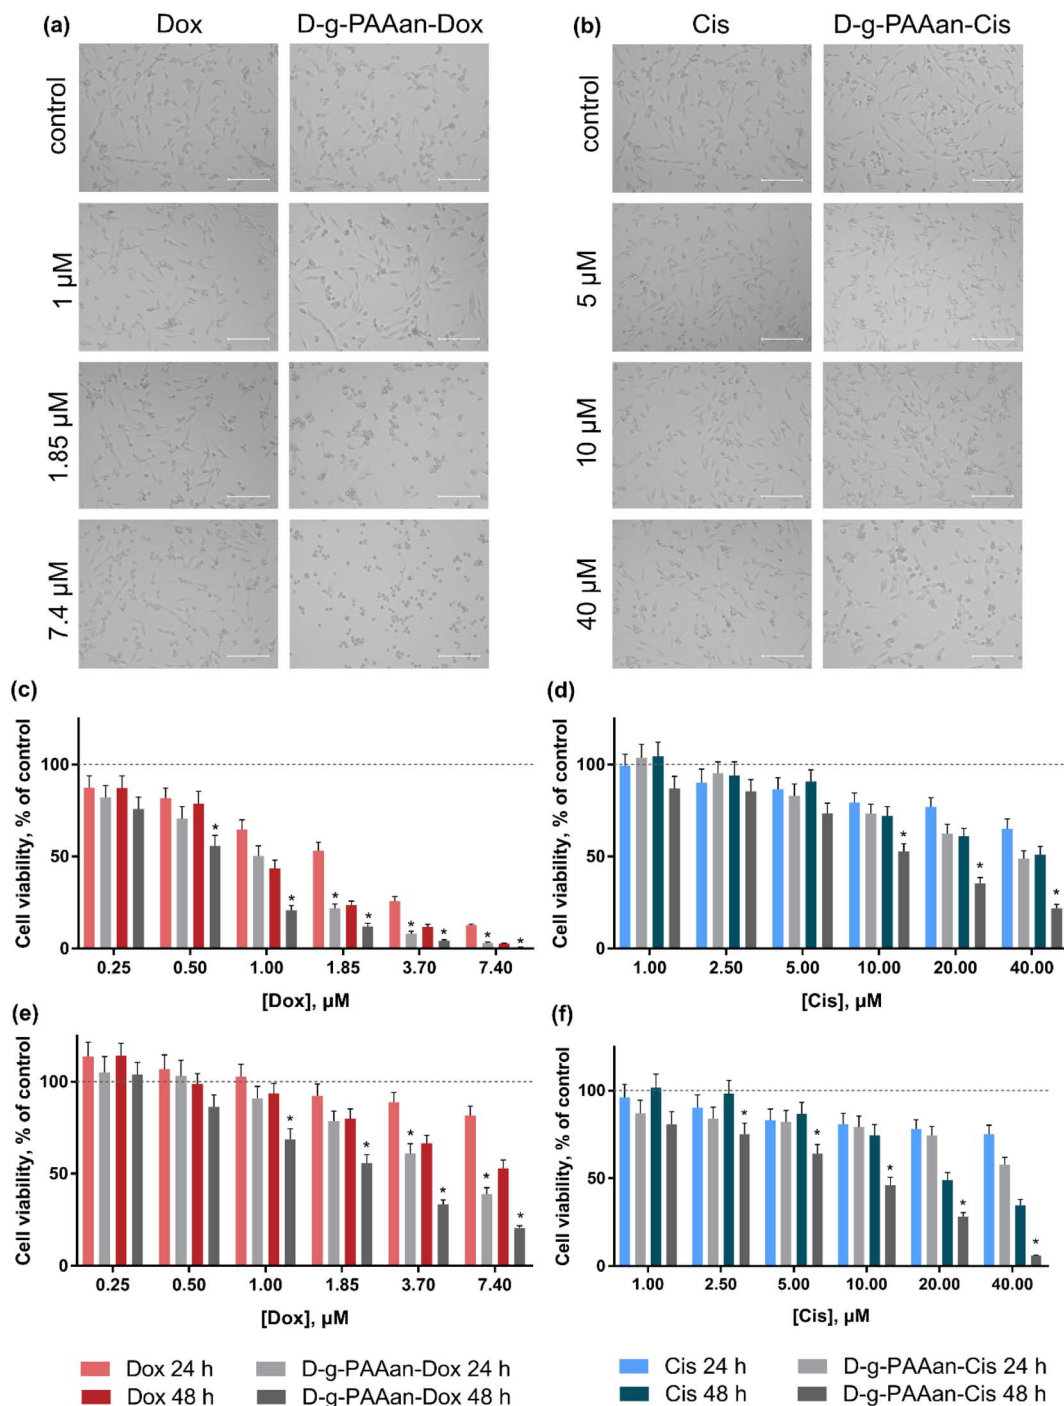 (a) Dox D-g-PAAan-Dox
(b) Cis D-g-PAAan-Cis
control
1 µM
1.85 µM
7.4 µM
control
5 µM
10 µM
40 µM
(c)
Cell viability, % of control
100
50
0
* * * * * * * *
0.25 0.50 1.00 1.85 3.70 7.40
[Dox], µM
(d)
Cell viability, % of control
100
50
0
* * *
1.00 2.50 5.00 10.00 20.00 40.00
[Cis], µM
(e)
Cell viability, % of control
100
50
0
* * * * * *
0.25 0.50 1.00 1.85 3.70 7.40
[Dox], µM
(f)
Cell viability, % of control
100
50
0
* * * * *
1.00 2.50 5.00 10.00 20.00 40.00
[Cis], µM
Dox 24 h D-g-PAAan-Dox 24 h
Dox 48 h D-g-PAAan-Dox 48 h
Cis 24 h D-g-PAAan-Cis 24 h
Cis 48 h D-g-PAAan-Cis 48 h